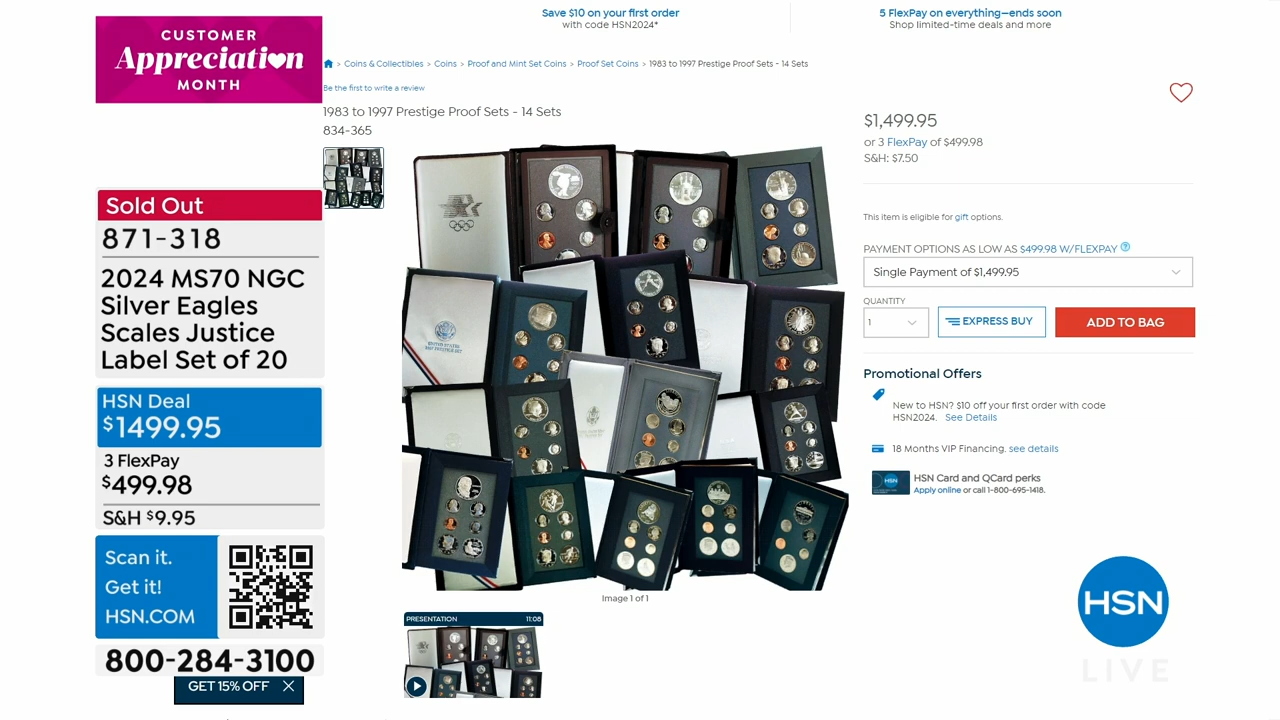 CUSTOMER
Appreciation
MONTH
Sold Out
871-318
2024 MS70 NGC
Silver Eagles
Scales Justice
Label Set of 20
HSN Deal
$1499.95
3 FlexPay
$499.98
S&H $9.95
Scan it.
Get it!
HSN.COM
800-284-3100
GET 15% OFF
Save $10 on your first order
with code HSN2024*
5 FlexPay on everything—ends soon
Shop limited-time deals and more
> Coins & Collectibles > Coins > Proof and Mint Set Coins > Proof Set Coins > 1983 to 1997 Prestige Proof Sets - 14 Sets
Be the first to write a review
1983 to 1997 Prestige Proof Sets - 14 Sets
834-365
Image 1 of 1
PRESENTATION 11:08
$1,499.95
or 3 FlexPay of $499.98
S&H: $7.50
This item is eligible for gift options.
PAYMENT OPTIONS AS LOW AS $499.98 W/FLEXPAY
Single Payment of $1,499.95
QUANTITY
1
EXPRESS BUY
ADD TO BAG
Promotional Offers
New to HSN? $10 off your first order with code
HSN2024. See Details
18 Months VIP Financing. see details
HSN
HSN Card and QCard perks
Apply online or call 1-800-695-1418.
HSN
LIVE